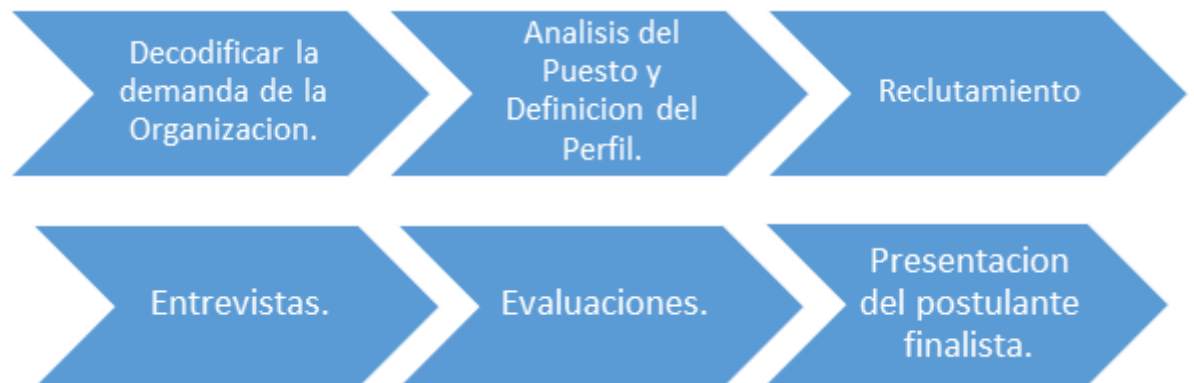 Decodificar la
demanda de la
Organizacion.
Analisis del
Puesto y
Definicion del
Perfil.
Reclutamiento
Entrevistas.
Evaluaciones.
Presentacion
del postulante
finalista.